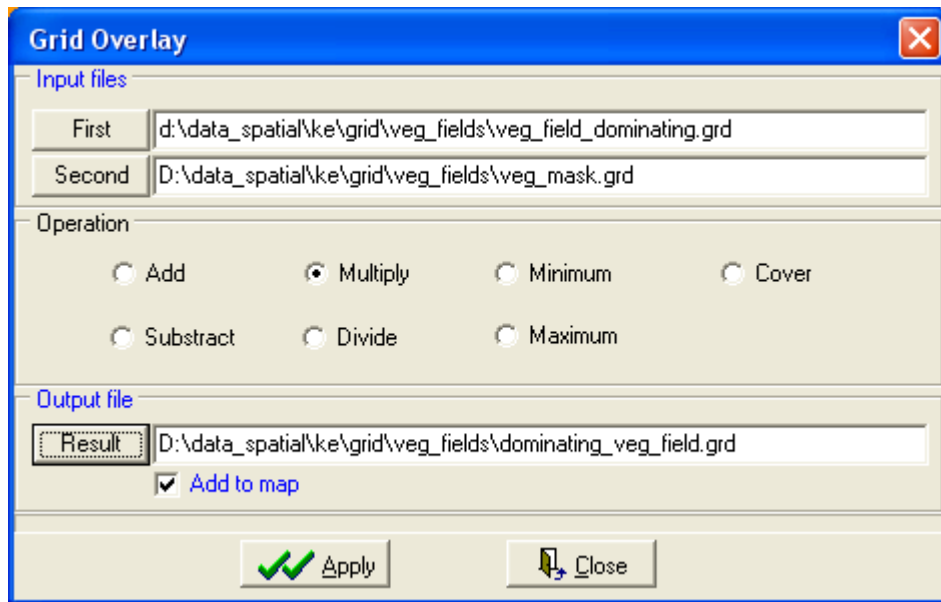 Grid Overlay
Input files
First d:\data_spatial\ke\grid\veg_fields\veg_field_dominating.grd
Second D:\data_spatial\ke\grid\veg_fields\veg_mask.grd
Operation
Add Multiply Minimum Cover
Substract Divide Maximum
Output file
Result D:\data_spatial\ke\grid\veg_fields\dominating_veg_field.grd
Add to map
Apply Close